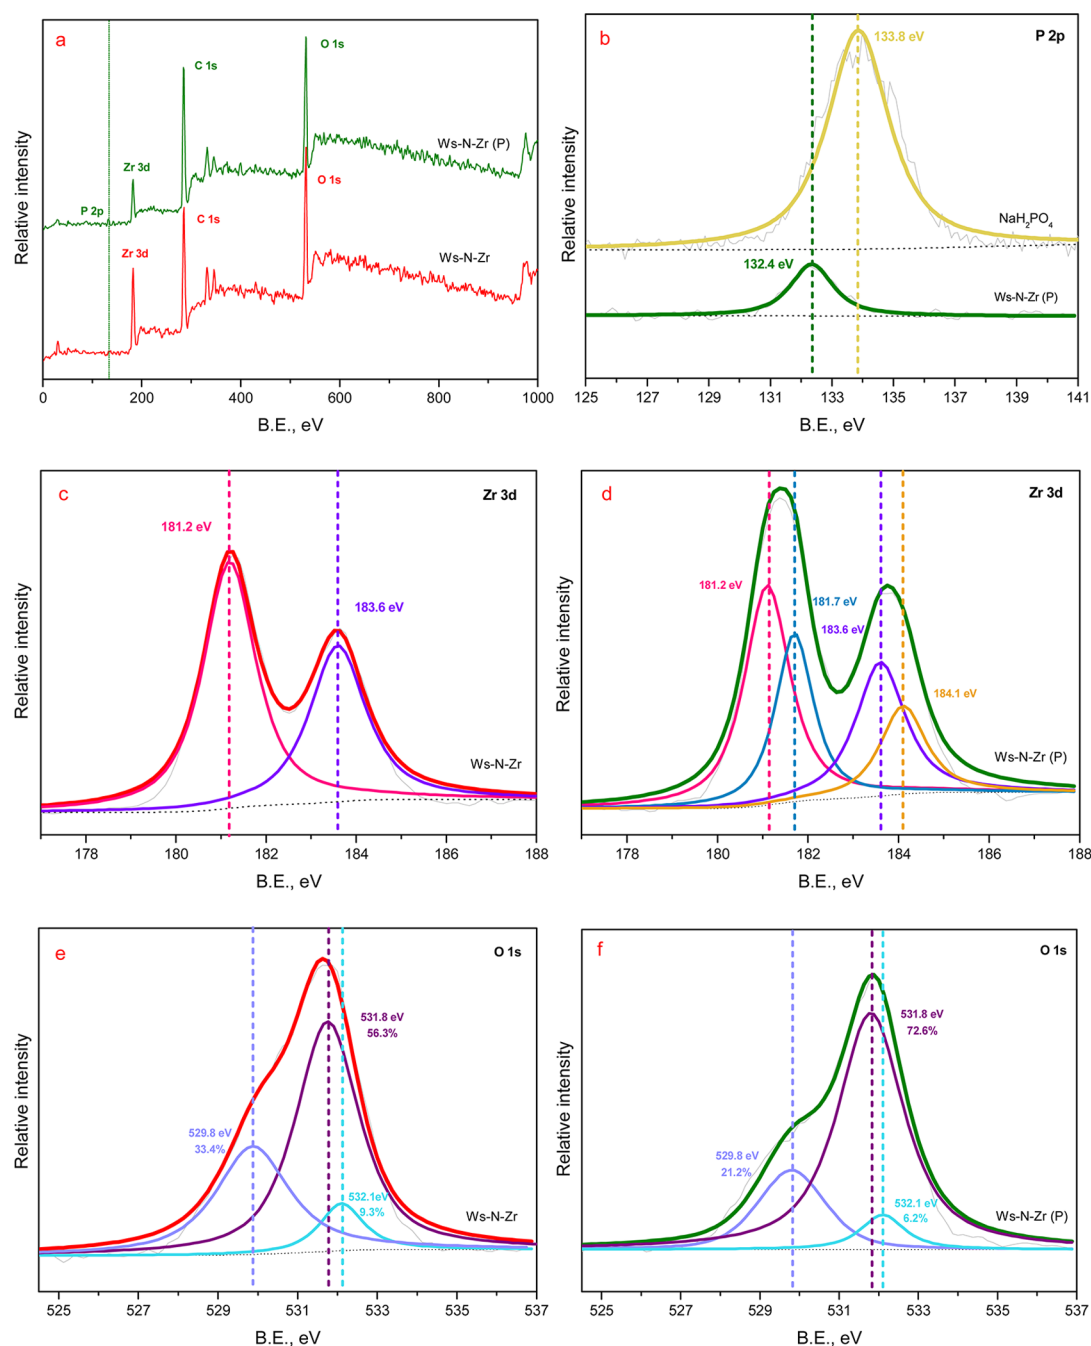 a
C 1s
O 1s
Ws-N-Zr (P)
Zr 3d
P 2p
O 1s
C 1s
Zr 3d
Ws-N-Zr
Relative intensity
0 200 400 600 800 1000
B.E., eV
b
133.8 eV
P 2p
NaH₂PO₄
132.4 eV
Ws-N-Zr (P)
Relative intensity
125 127 129 131 133 135 137 139 141
B.E., eV
c
Zr 3d
181.2 eV
183.6 eV
Ws-N-Zr
Relative intensity
178 180 182 184 186 188
B.E., eV
d
Zr 3d
181.2 eV
181.7 eV
183.6 eV
184.1 eV
Ws-N-Zr (P)
Relative intensity
178 180 182 184 186 188
B.E., eV
e
O 1s
531.8 eV
56.3%
529.8 eV
33.4%
532.1eV
9.3%
Ws-N-Zr
Relative intensity
525 527 529 531 533 535 537
B.E., eV
f
O 1s
531.8 eV
72.6%
529.8 eV
21.2%
532.1 eV
6.2%
Ws-N-Zr (P)
Relative intensity
525 527 529 531 533 535 537
B.E., eV